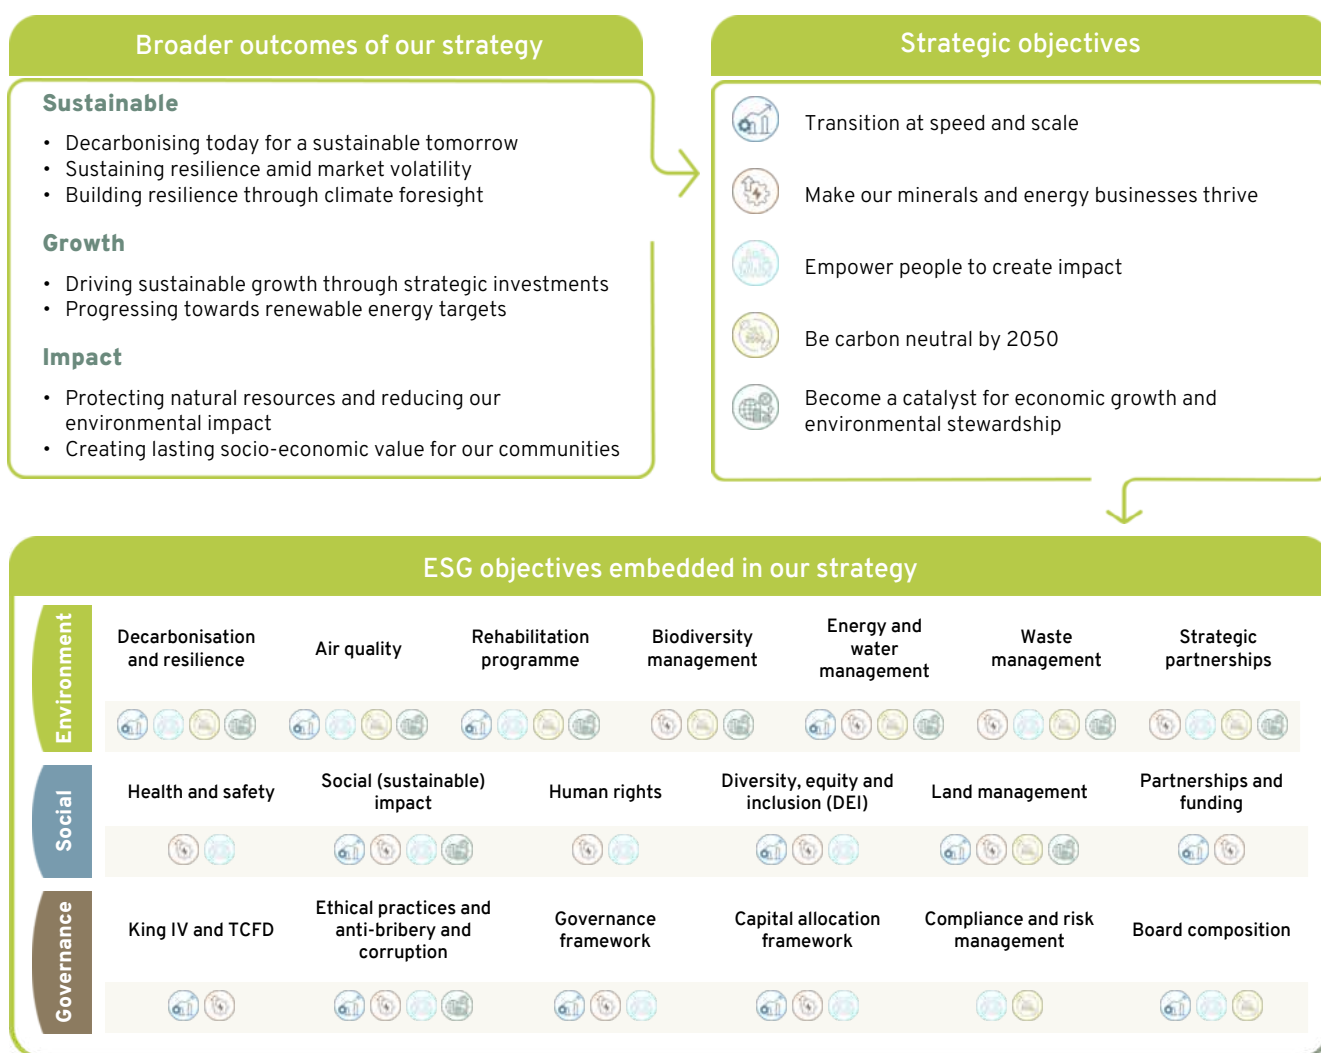 Broader outcomes of our strategy
Sustainable
• Decarbonising today for a sustainable tomorrow
• Sustaining resilience amid market volatility
• Building resilience through climate foresight
Growth
• Driving sustainable growth through strategic investments
• Progressing towards renewable energy targets
Impact
• Protecting natural resources and reducing our
environmental impact
• Creating lasting socio-economic value for our communities
Strategic objectives
Transition at speed and scale
Make our minerals and energy businesses thrive
Empower people to create impact
Be carbon neutral by 2050
Become a catalyst for economic growth and
environmental stewardship
ESG objectives embedded in our strategy
Environment
Decarbonisation
and resilience
Air quality
Rehabilitation
programme
Biodiversity
management
Energy and
water
management
Waste
management
Strategic
partnerships
Social
Health and safety
Social (sustainable)
impact
Human rights
Diversity, equity and
inclusion (DEI)
Land management
Partnerships and
funding
Governance
King IV and TCFD
Ethical practices and
anti-bribery and
corruption
Governance
framework
Capital allocation
framework
Compliance and risk
management
Board composition